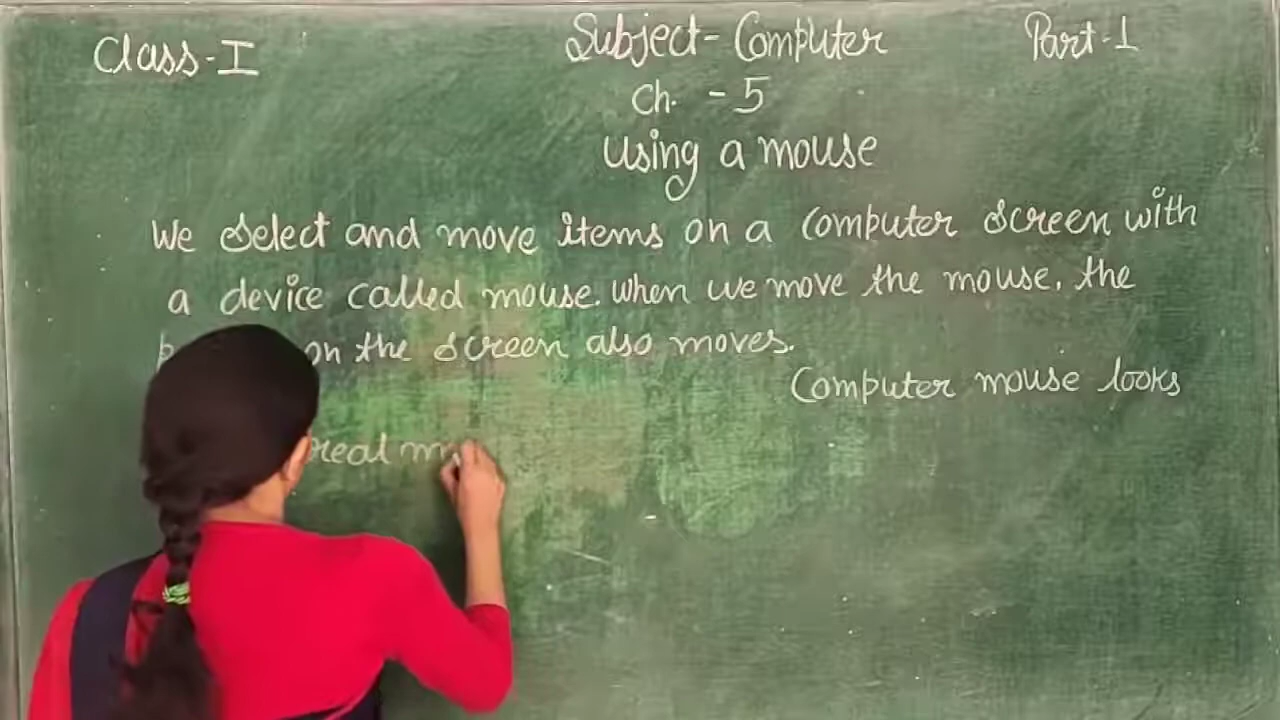 Class-I
Subject-Computer
Part-1
Ch. - 5
Using a mouse
We select and move items on a computer screen with
a device called mouse. When we move the mouse, the
on the screen also moves.
Computer mouse looks
real